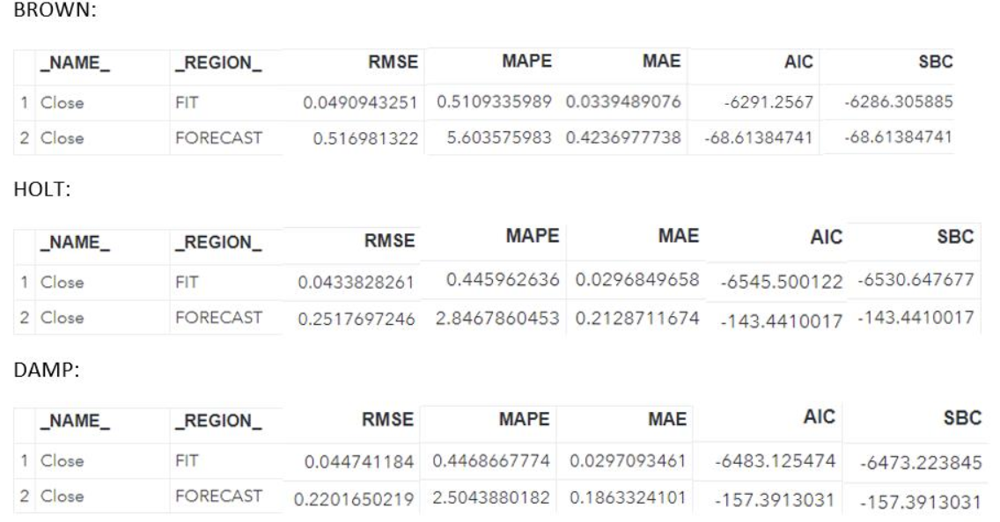 BROWN:
_NAME_ _REGION_ RMSE MAPE MAE AIC SBC
1 Close FIT 0.0490943251 0.5109335989 0.0339489076 -6291.2567 -6286.305885
2 Close FORECAST 0.516981322 5.603575983 0.4236977738 -68.61384741 -68.61384741
HOLT:
_NAME_ _REGION_ RMSE MAPE MAE AIC SBC
1 Close FIT 0.0433828261 0.445962636 0.0296849658 -6545.500122 -6530.647677
2 Close FORECAST 0.2517697246 2.8467860453 0.2128711674 -143.4410017 -143.4410017
DAMP:
_NAME_ _REGION_ RMSE MAPE MAE AIC SBC
1 Close FIT 0.044741184 0.4468667774 0.0297093461 -6483.125474 -6473.223845
2 Close FORECAST 0.2201650219 2.5043880182 0.1863324101 -157.3913031 -157.3913031